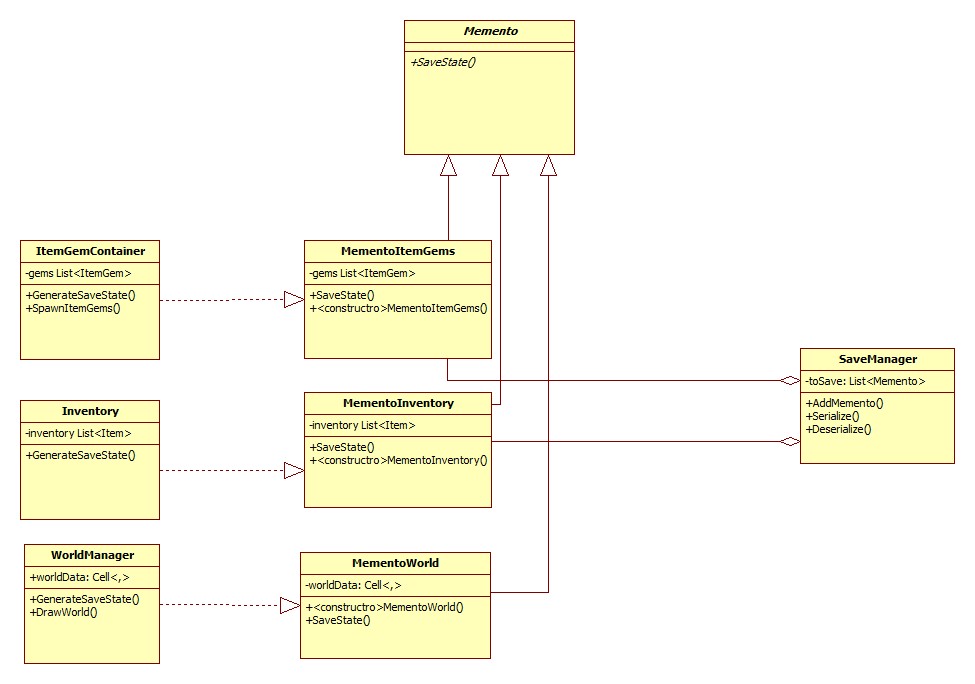 Memento
+SaveState()
ItemGemContainer
-gems List<ItemGem>
+GenerateSaveState()
+SpawnItemGems()
MementoItemGems
-gems List<ItemGem>
+SaveState()
+<constructro>MementoItemGems()
SaveManager
-toSave: List<Memento>
+AddMemento()
+Serialize()
+Deserialize()
Inventory
-inventory List<Item>
+GenerateSaveState()
MementoInventory
-inventory List<Item>
+SaveState()
+<constructro>MementoInventory()
WorldManager
+worldData: Cell<,>
+GenerateSaveState()
+DrawWorld()
MementoWorld
-worldData: Cell<,>
+<constructro>MementoWorld()
+SaveState()